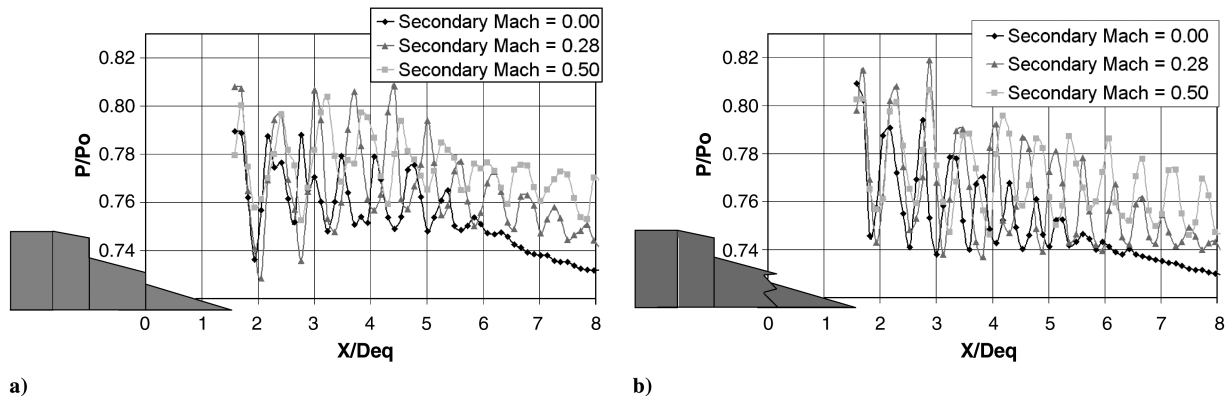 Secondary Mach = 0.00
Secondary Mach = 0.28
Secondary Mach = 0.50
0.82
0.80
0.78
0.76
0.74
P/Po
0 1 2 3 4 5 6 7 8
X/Deq
a)
Secondary Mach = 0.00
Secondary Mach = 0.28
Secondary Mach = 0.50
0.82
0.80
0.78
0.76
0.74
P/Po
0 1 2 3 4 5 6 7 8
X/Deq
b)